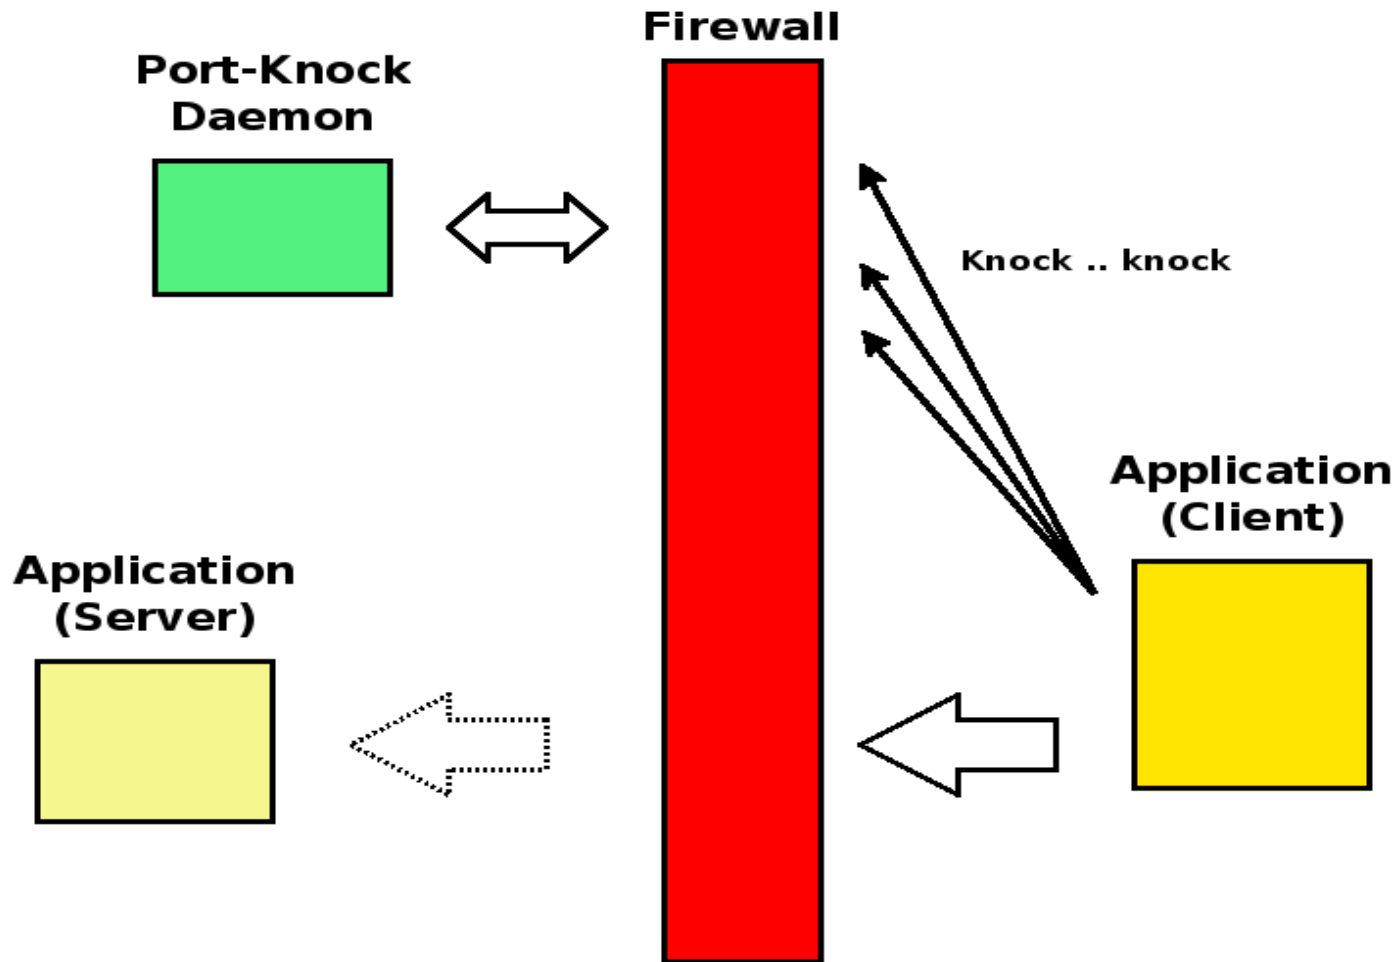 Firewall
Port-Knock
Daemon
Knock .. knock
Application
(Client)
Application
(Server)